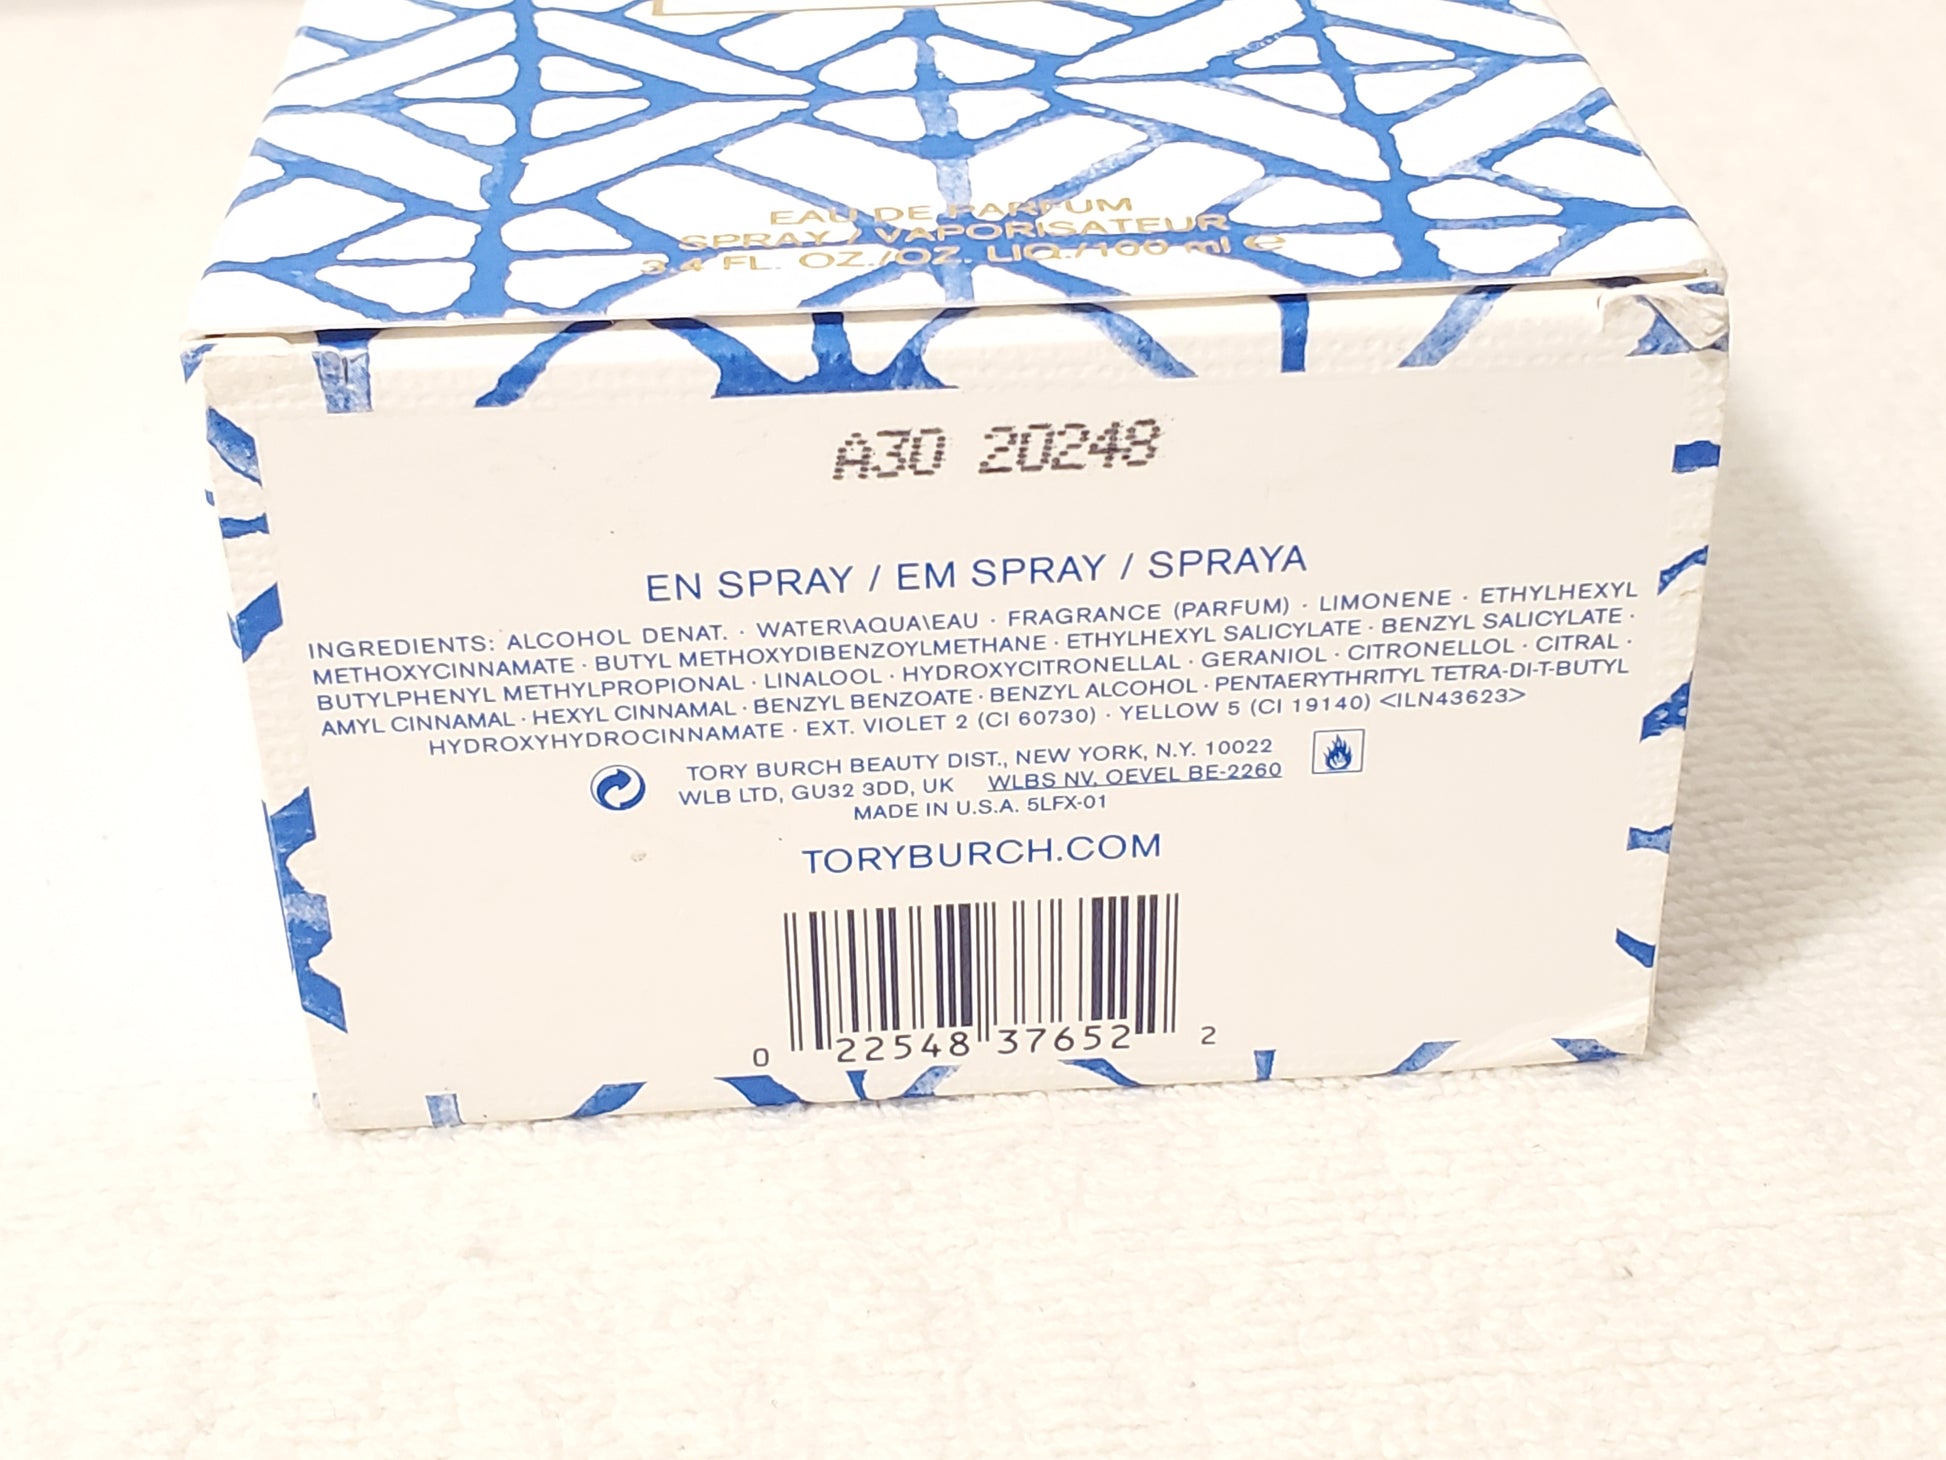 EAU DE PARFUM
SPRAY / VAPORISATEUR
3.4 FL. OZ./OZ. LIQ./100 ml e
A30 20248
EN SPRAY / EM SPRAY / SPRAYA
INGREDIENTS: ALCOHOL DENAT. · WATER\AQUA\EAU · FRAGRANCE (PARFUM) · LIMONENE · ETHYLHEXYL
METHOXYCINNAMATE · BUTYL METHOXYDIBENZOYLMETHANE · ETHYLHEXYL SALICYLATE · BENZYL SALICYLATE ·
BUTYLPHENYL METHYLPROPIONAL · LINALOOL · HYDROXYCITRONELLAL · GERANIOL · CITRONELLOL · CITRAL ·
AMYL CINNAMAL · HEXYL CINNAMAL · BENZYL BENZOATE · BENZYL ALCOHOL · PENTAERYTHRITYL TETRA-DI-T-BUTYL
HYDROXYHYDROCINNAMATE · EXT. VIOLET 2 (CI 60730) · YELLOW 5 (CI 19140) <ILN43623>
TORY BURCH BEAUTY DIST., NEW YORK, N.Y. 10022
WLB LTD, GU32 3DD, UK WLBS NV, OEVEL BE-2260
MADE IN U.S.A. 5LFX-01
TORYBURCH.COM
0 22548 37652 2